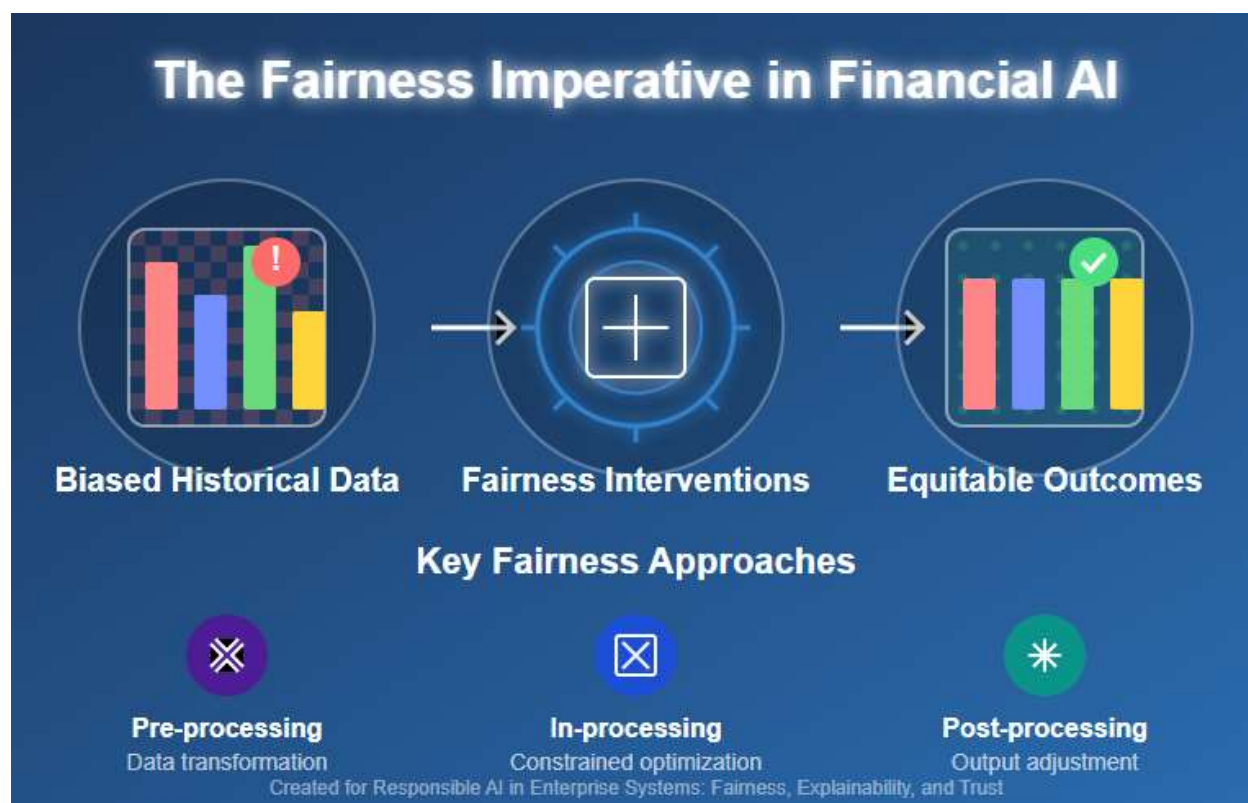 The Fairness Imperative in Financial AI
!
Biased Historical Data
Fairness Interventions
Equitable Outcomes
Key Fairness Approaches
Pre-processing
In-processing
Post-processing
Data transformation
Constrained optimization
Output adjustment
Created for Responsible AI in Enterprise Systems: Fairness, Explainability, and Trust